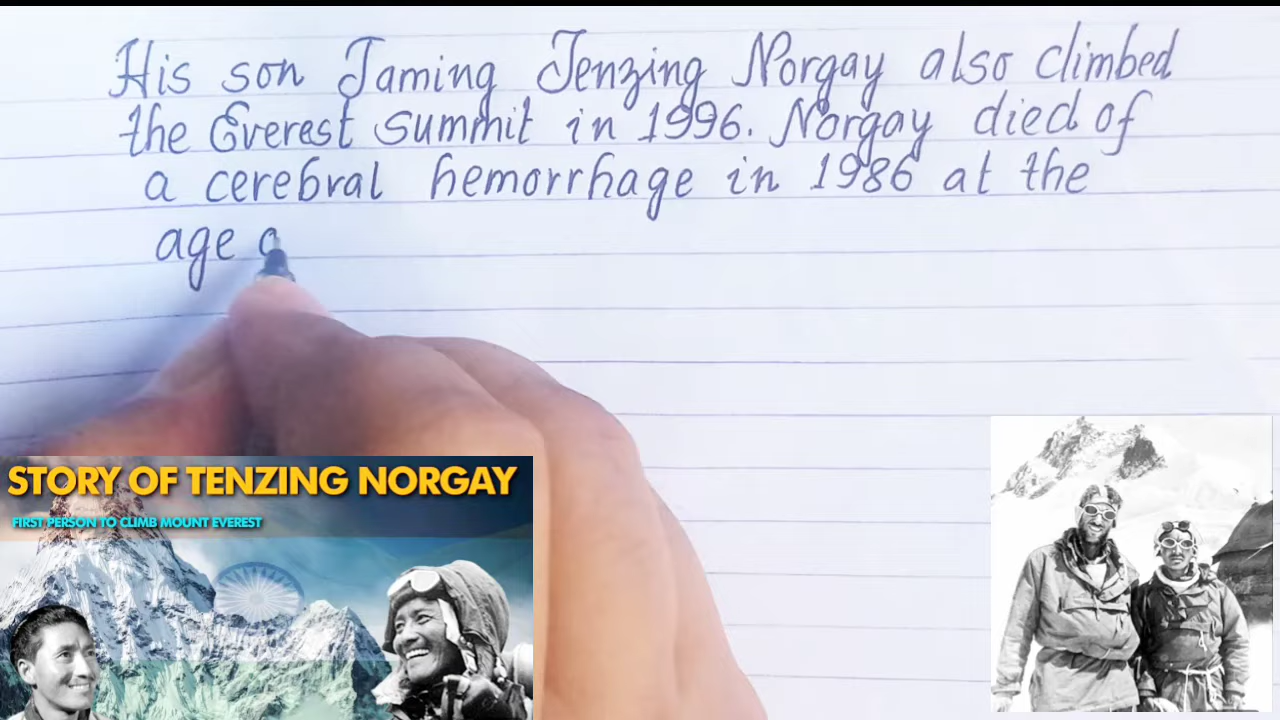 His son Jaming Tenzing Norgay also climbed
the Everest Summit in 1996. Norgay died of
a cerebral hemorrhage in 1986 at the
age
STORY OF TENZING NORGAY
FIRST PERSON TO CLIMB MOUNT EVEREST